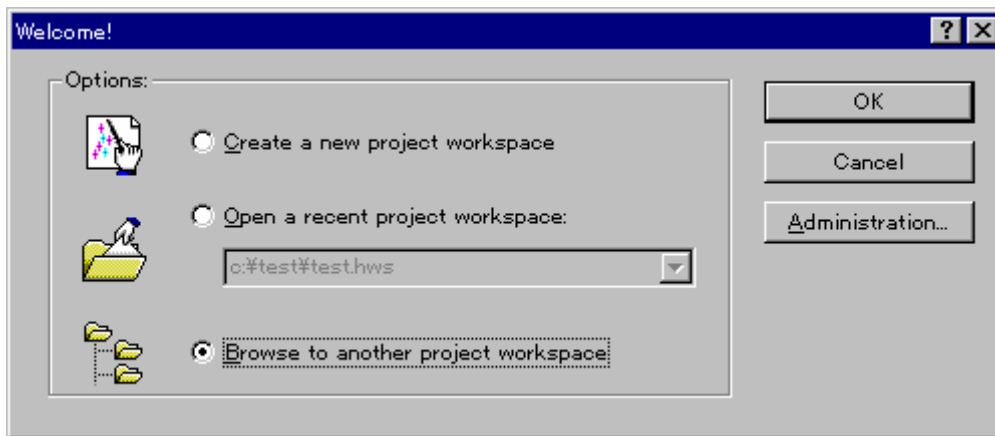 Welcome!
Options:
Create a new project workspace
Open a recent project workspace:
c:¥test¥test.hws
Browse to another project workspace
OK
Cancel
Administration...